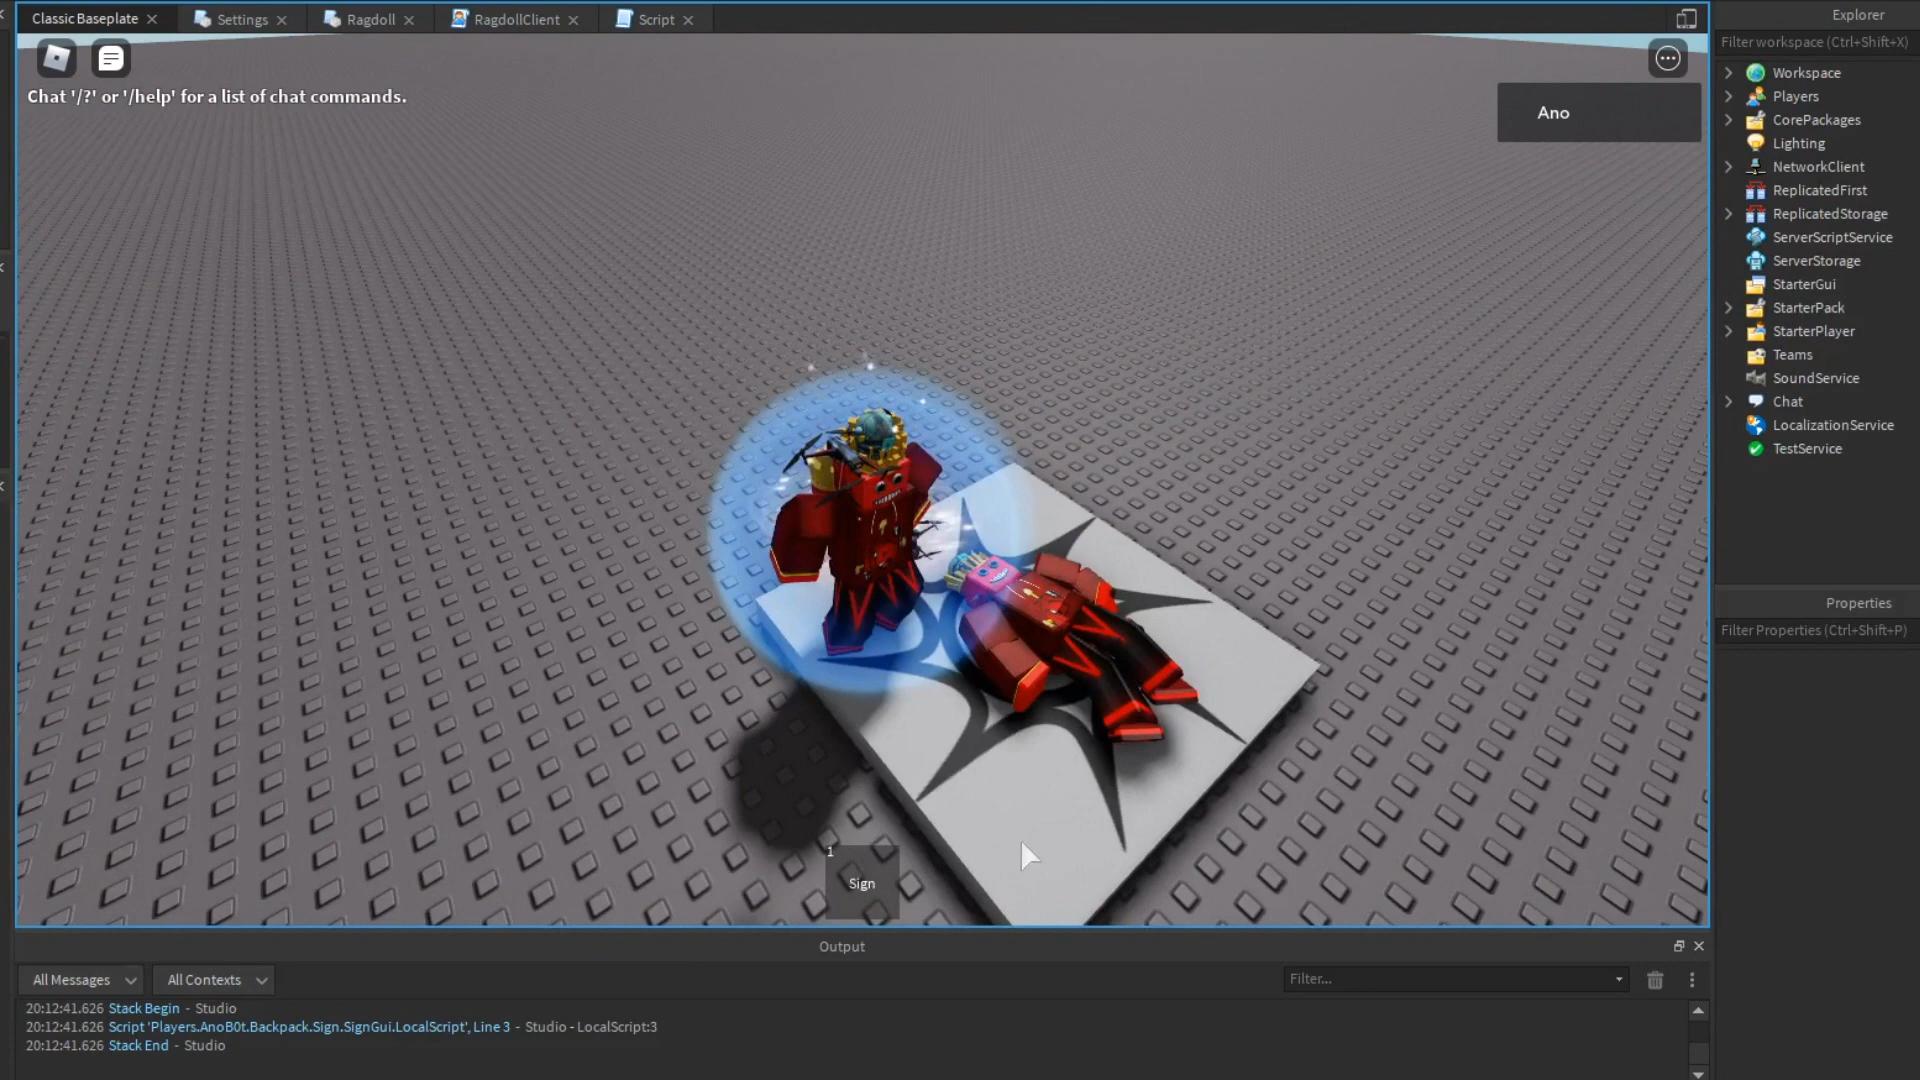 Classic Baseplate
Settings
Ragdoll
RagdollClient
Script
Explorer
Filter workspace (Ctrl+Shift+X)
Chat '/?' or '/help' for a list of chat commands.
Ano
Workspace
Players
CorePackages
Lighting
NetworkClient
ReplicatedFirst
ReplicatedStorage
ServerScriptService
ServerStorage
StarterGui
StarterPack
StarterPlayer
Teams
SoundService
Chat
LocalizationService
TestService
Properties
Filter Properties (Ctrl+Shift+P)
1
Sign
Output
All Messages
All Contexts
Filter...
20:12:41.626 Stack Begin - Studio
20:12:41.626 Script 'Players.AnoB0t.Backpack.Sign.SignGui.LocalScript', Line 3 - Studio - LocalScript:3
20:12:41.626 Stack End - Studio